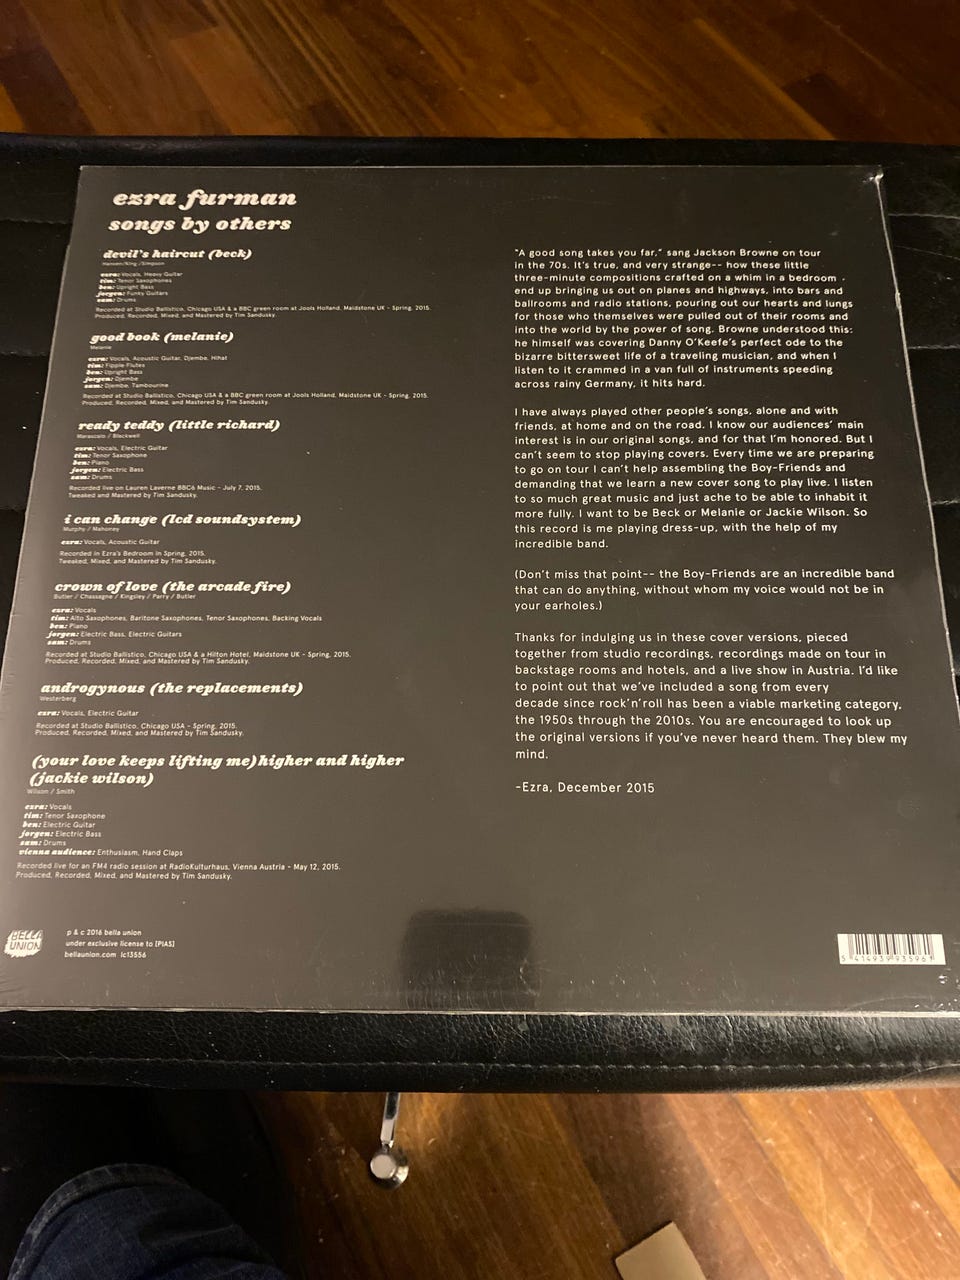 ezra furman
songs by others
devil's haircut (beck)
Hansen/King /Simpson
ezra: Vocals, Heavy Guitar
tim: Tenor Saxophones
ben: Upright Bass
jorgen: Funky Guitars
sam: Drums
Recorded at Studio Ballistico, Chicago USA & a BBC green room at Jools Holland, Maidstone UK - Spring, 2015.
Produced, Recorded, Mixed, and Mastered by Tim Sandusky.
good book (melanie)
Melanie
ezra: Vocals, Acoustic Guitar, Djembe, Hihat
tim: Fipple Flutes
ben: Upright Bass
jorgen: Djembe
sam: Djembe, Tambourine
Recorded at Studio Ballistico, Chicago USA & a BBC green room at Jools Holland, Maidstone UK - Spring, 2015.
Produced, Recorded, Mixed, and Mastered by Tim Sandusky.
ready teddy (little richard)
Marascalo / Blackwell
ezra: Vocals, Electric Guitar
tim: Tenor Saxophone
ben: Piano
jorgen: Electric Bass
sam: Drums
Recorded live on Lauren Laverne BBC6 Music - July 7, 2015.
Tweaked and Mastered by Tim Sandusky.
i can change (lcd soundsystem)
Murphy / Mahoney
ezra: Vocals, Acoustic Guitar
Recorded in Ezra's Bedroom in Spring, 2015.
Tweaked, Mixed, and Mastered by Tim Sandusky.
crown of love (the arcade fire)
Butler / Chassagne / Kingsley / Parry / Butler
ezra: Vocals
tim: Alto Saxophones, Baritone Saxophones, Tenor Saxophones, Backing Vocals
ben: Piano
jorgen: Electric Bass, Electric Guitars
sam: Drums
Recorded at Studio Ballistico, Chicago USA & a Hilton Hotel, Maidstone UK - Spring, 2015.
Produced, Recorded, Mixed, and Mastered by Tim Sandusky.
androgynous (the replacements)
Westerberg
ezra: Vocals, Electric Guitar
Recorded at Studio Ballistico, Chicago USA - Spring, 2015.
Produced, Recorded, Mixed, and Mastered by Tim Sandusky.
(your love keeps lifting me) higher and higher
(jackie wilson)
Wilson / Smith
ezra: Vocals
tim: Tenor Saxophone
ben: Electric Guitar
jorgen: Electric Bass
sam: Drums
vienna audience: Enthusiasm, Hand Claps
Recorded live for an FM4 radio session at RadioKulturhaus, Vienna Austria - May 12, 2015.
Produced, Recorded, Mixed, and Mastered by Tim Sandusky.
"A good song takes you far," sang Jackson Browne on tour
in the 70s. It's true, and very strange-- how these little
three-minute compositions crafted on a whim in a bedroom
end up bringing us out on planes and highways, into bars and
ballrooms and radio stations, pouring out our hearts and lungs
for those who themselves were pulled out of their rooms and
into the world by the power of song. Browne understood this:
he himself was covering Danny O'Keefe's perfect ode to the
bizarre bittersweet life of a traveling musician, and when I
listen to it crammed in a van full of instruments speeding
across rainy Germany, it hits hard.
I have always played other people's songs, alone and with
friends, at home and on the road. I know our audiences' main
interest is in our original songs, and for that I'm honored. But I
can't seem to stop playing covers. Every time we are preparing
to go on tour I can't help assembling the Boy-Friends and
demanding that we learn a new cover song to play live. I listen
to so much great music and just ache to be able to inhabit it
more fully. I want to be Beck or Melanie or Jackie Wilson. So
this record is me playing dress-up, with the help of my
incredible band.
(Don't miss that point-- the Boy-Friends are an incredible band
that can do anything, without whom my voice would not be in
your earholes.)
Thanks for indulging us in these cover versions, pieced
together from studio recordings, recordings made on tour in
backstage rooms and hotels, and a live show in Austria. I'd like
to point out that we've included a song from every
decade since rock'n'roll has been a viable marketing category,
the 1950s through the 2010s. You are encouraged to look up
the original versions if you've never heard them. They blew my
mind.
-Ezra, December 2015
BELLA
UNION
p & c 2016 bella union
under exclusive license to [PIAS]
bellaunion.com lc13556
5 414939 935961